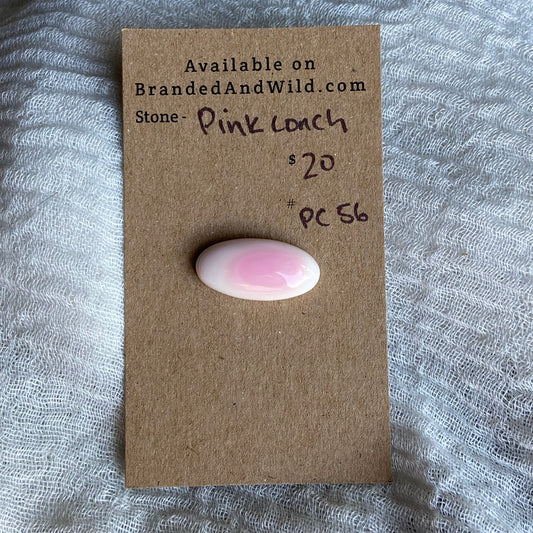 Available on
BrandedAndWild.com
Stone- Pink conch
$20
# PC 56